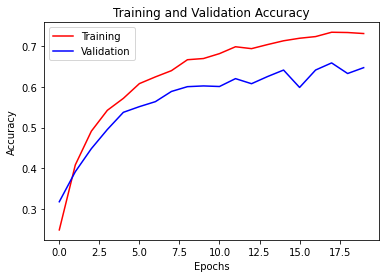 Training and Validation Accuracy
Training
Validation
0.7
0.6
0.5
0.4
0.3
Accuracy
0.0 2.5 5.0 7.5 10.0 12.5 15.0 17.5
Epochs